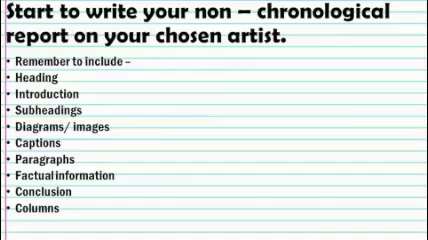 Start to write your non – chronological
report on your chosen artist.
• Remember to include –
• Heading
• Introduction
• Subheadings
• Diagrams/ images
• Captions
• Paragraphs
• Factual information
• Conclusion
• Columns